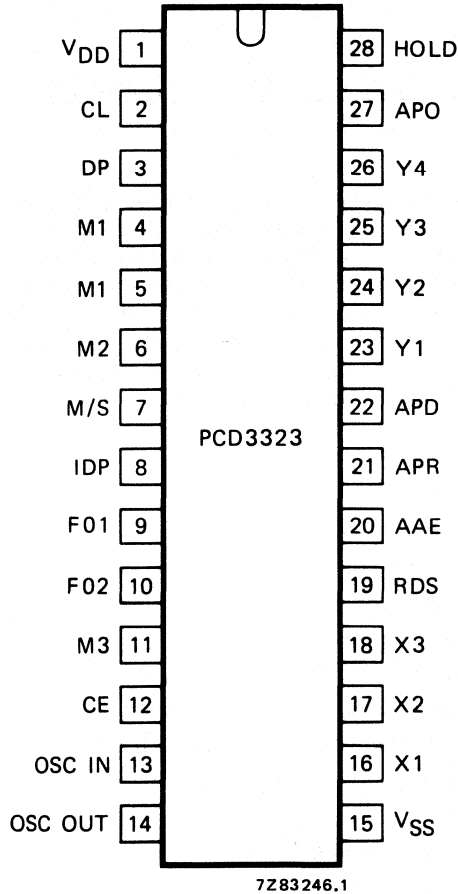 VDD 1 28 HOLD
CL 2 27 APO
DP 3 26 Y4
M1 4 25 Y3
M1 5 24 Y2
M2 6 23 Y1
M/S 7 22 APD
PCD3323
IDP 8 21 APR
F01 9 20 AAE
F02 10 19 RDS
M3 11 18 X3
CE 12 17 X2
OSC IN 13 16 X1
OSC OUT 14 15 VSS
7Z83246.1